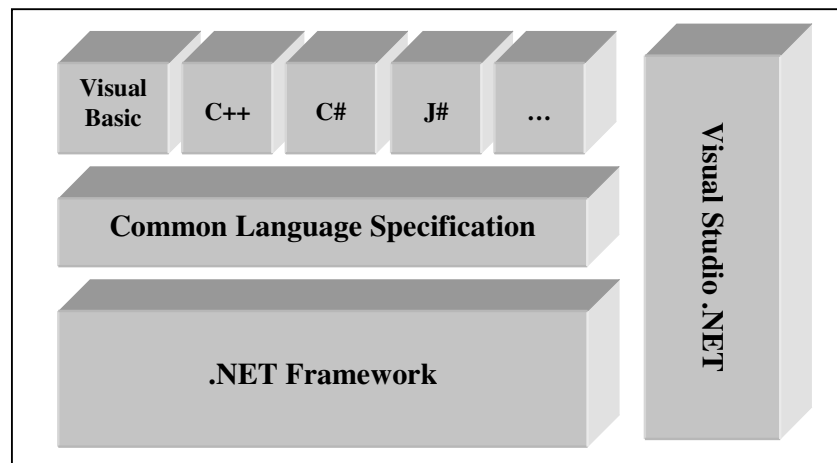 Visual
Basic
C++
C#
J#
…
Common Language Specification
.NET Framework
Visual Studio .NET